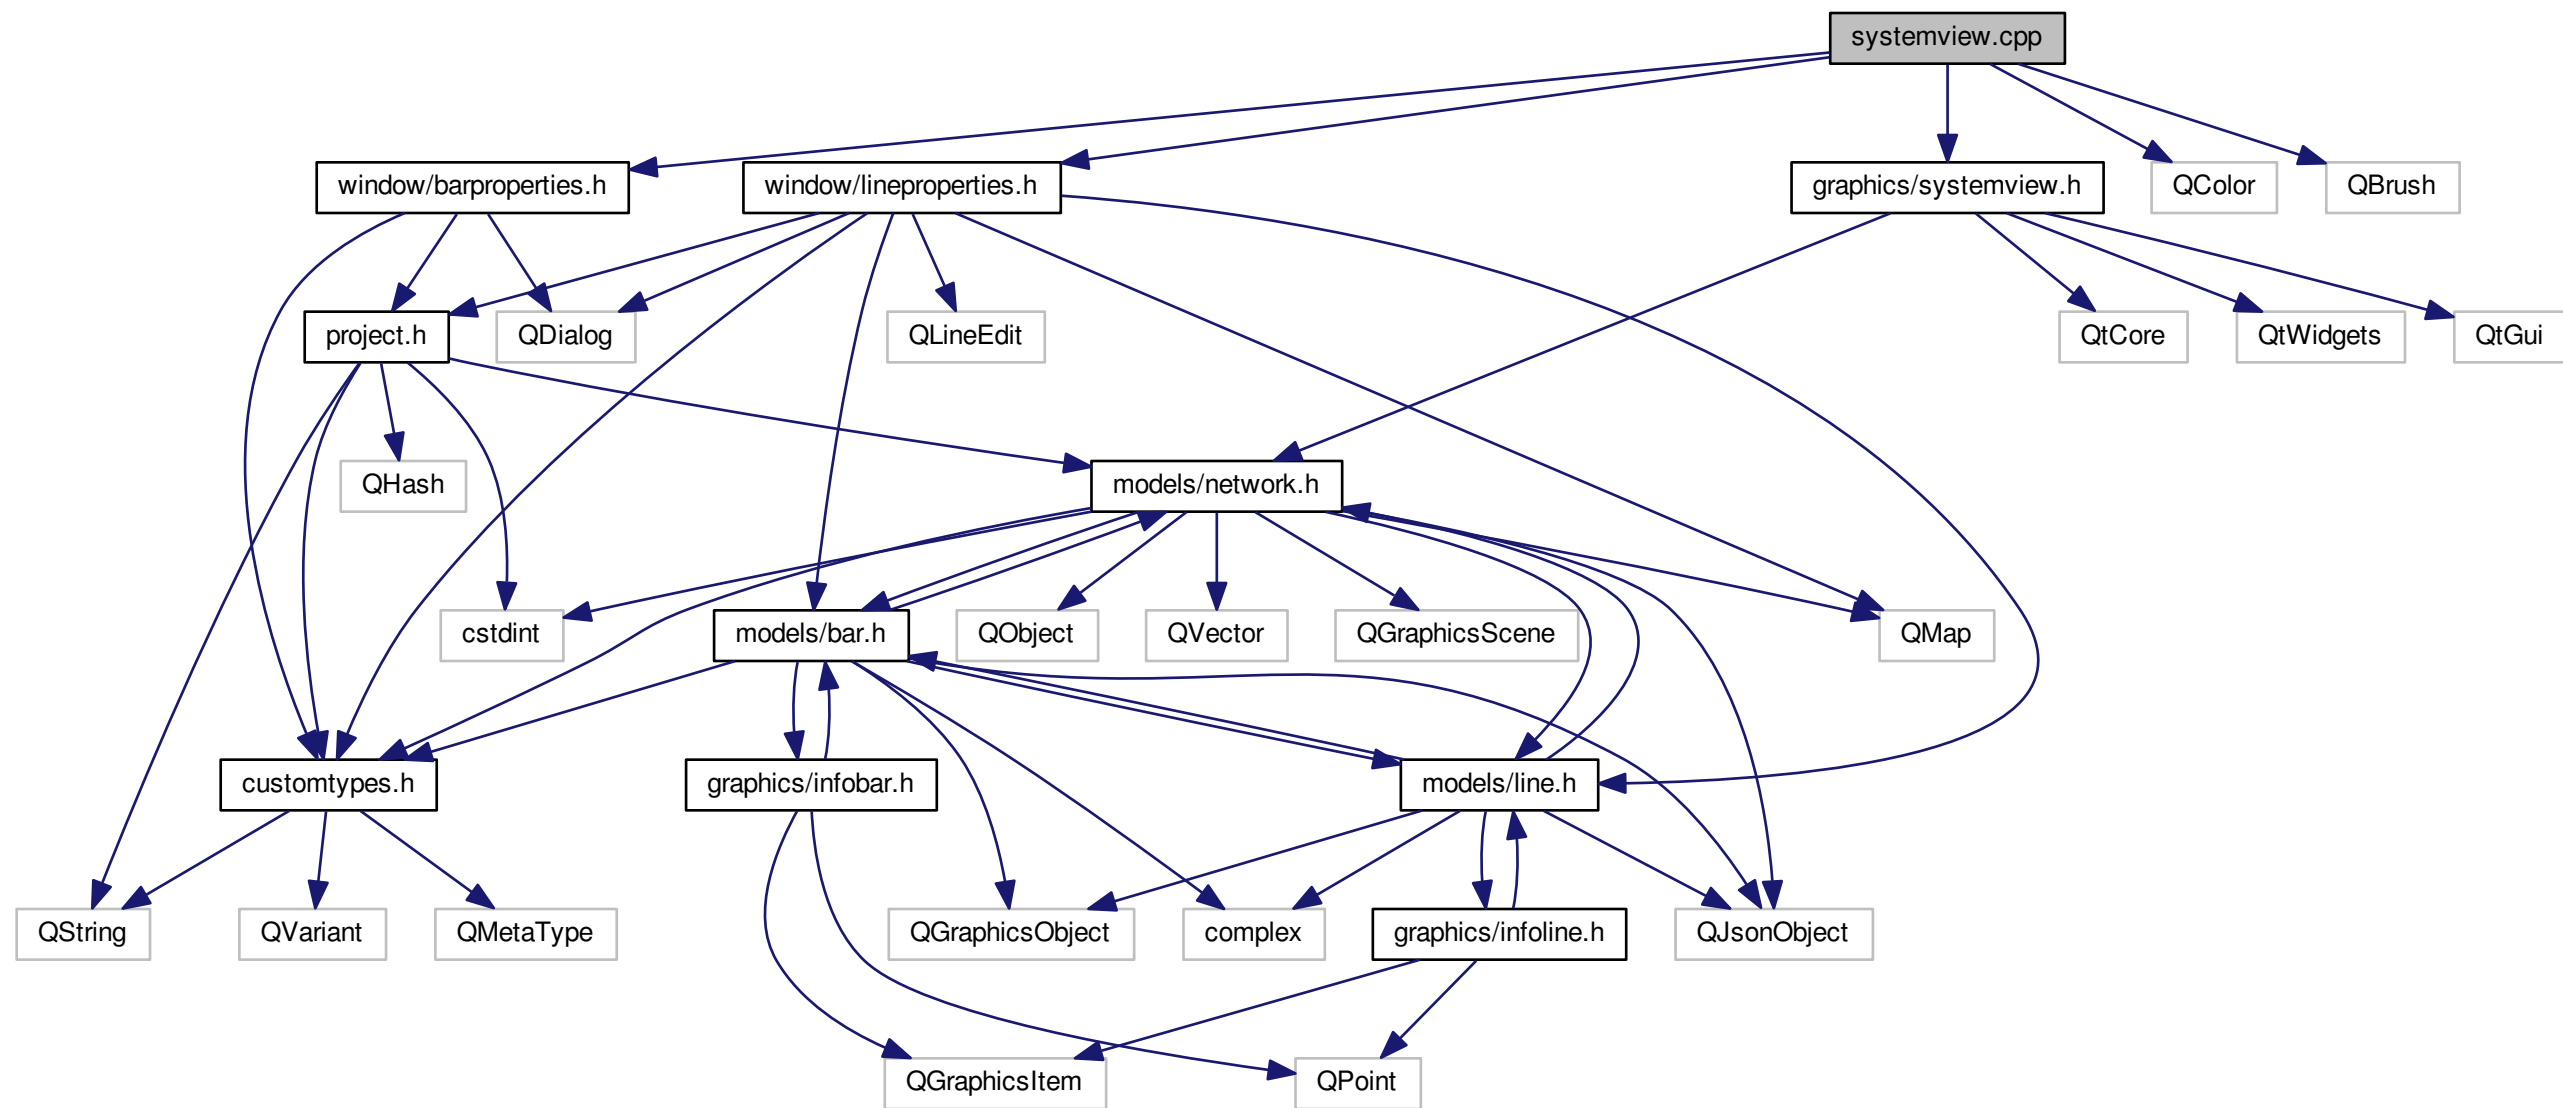 systemview.cpp
window/barproperties.h
window/lineproperties.h
graphics/systemview.h
QColor
QBrush
project.h
QDialog
QLineEdit
QtCore
QtWidgets
QtGui
QHash
models/network.h
cstdint
models/bar.h
QObject
QVector
QGraphicsScene
QMap
customtypes.h
graphics/infobar.h
models/line.h
QString
QVariant
QMetaType
QGraphicsObject
complex
graphics/infoline.h
QJsonObject
QGraphicsItem
QPoint